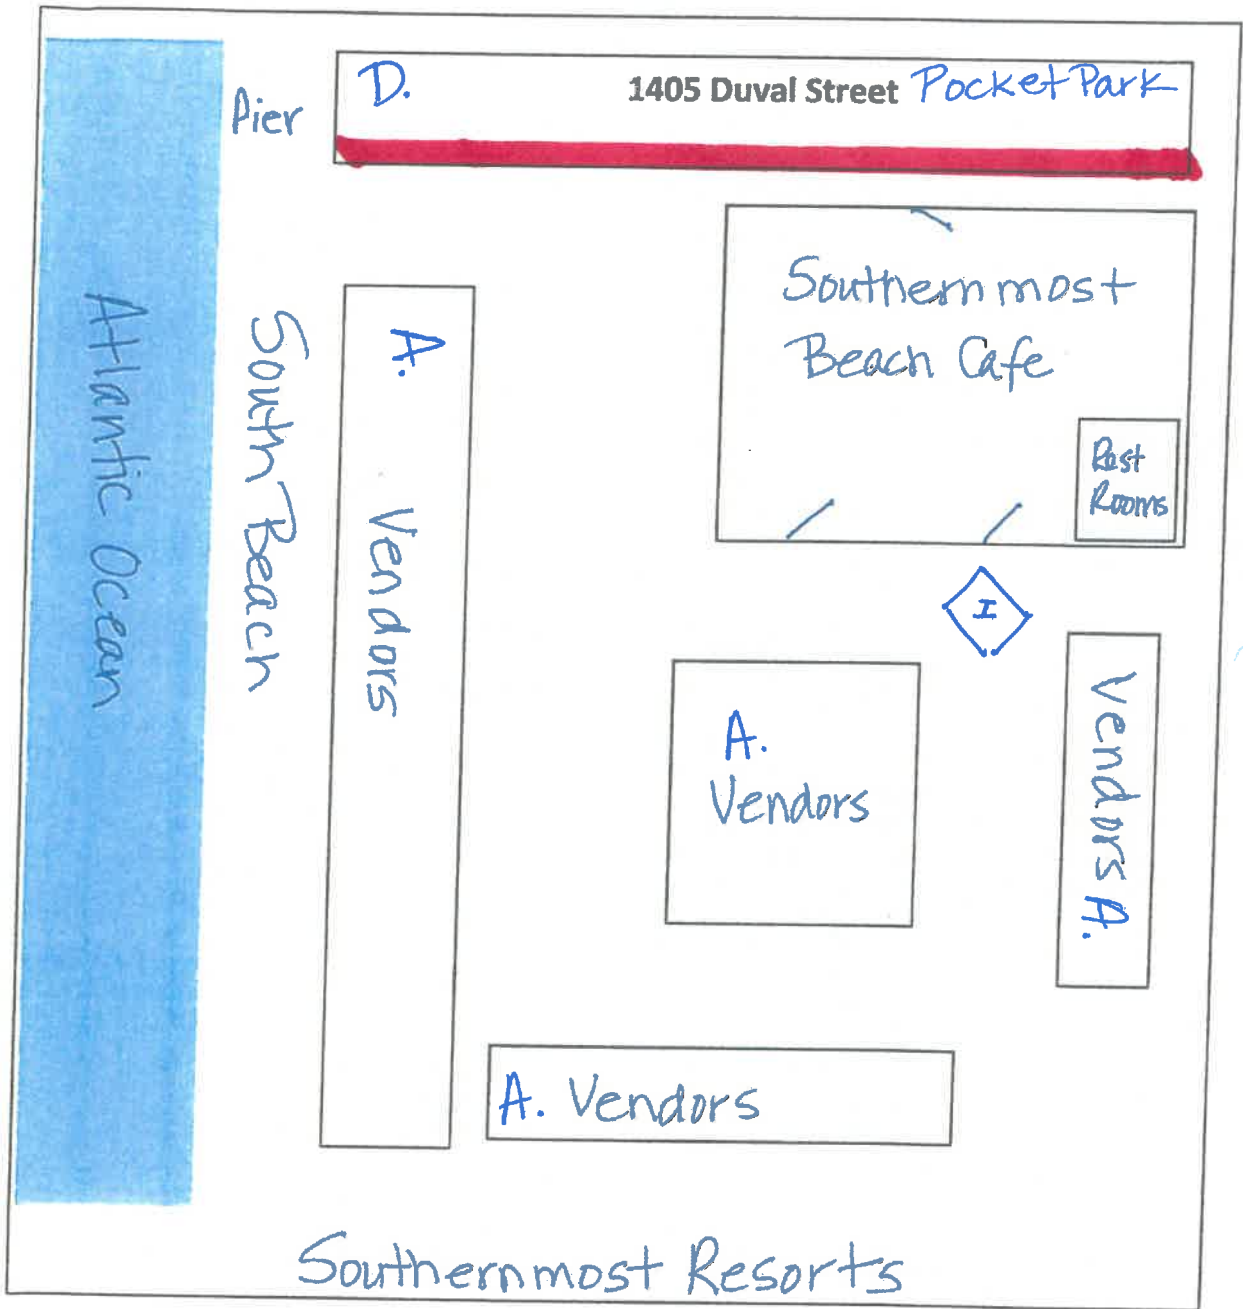 D. 1405 Duval Street Pocket Park
Pier
Southernmost
Beach Cafe
Rest
Rooms
Atlantic Ocean
South Beach
A. Vendors
I
A.
Vendors
Vendors A.
A. Vendors
Southernmost Resorts